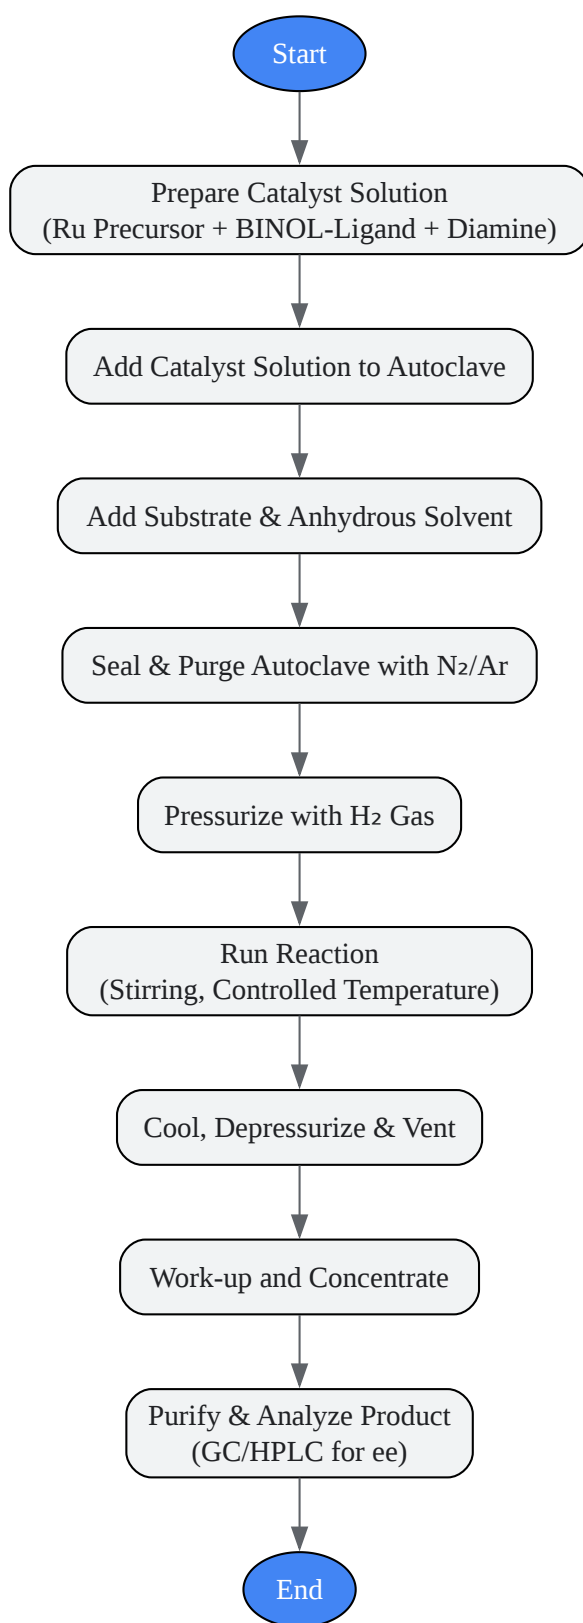 Start
Prepare Catalyst Solution
(Ru Precursor + BINOL-Ligand + Diamine)
Add Catalyst Solution to Autoclave
Add Substrate & Anhydrous Solvent
Seal & Purge Autoclave with N₂/Ar
Pressurize with H₂ Gas
Run Reaction
(Stirring, Controlled Temperature)
Cool, Depressurize & Vent
Work-up and Concentrate
Purify & Analyze Product
(GC/HPLC for ee)
End